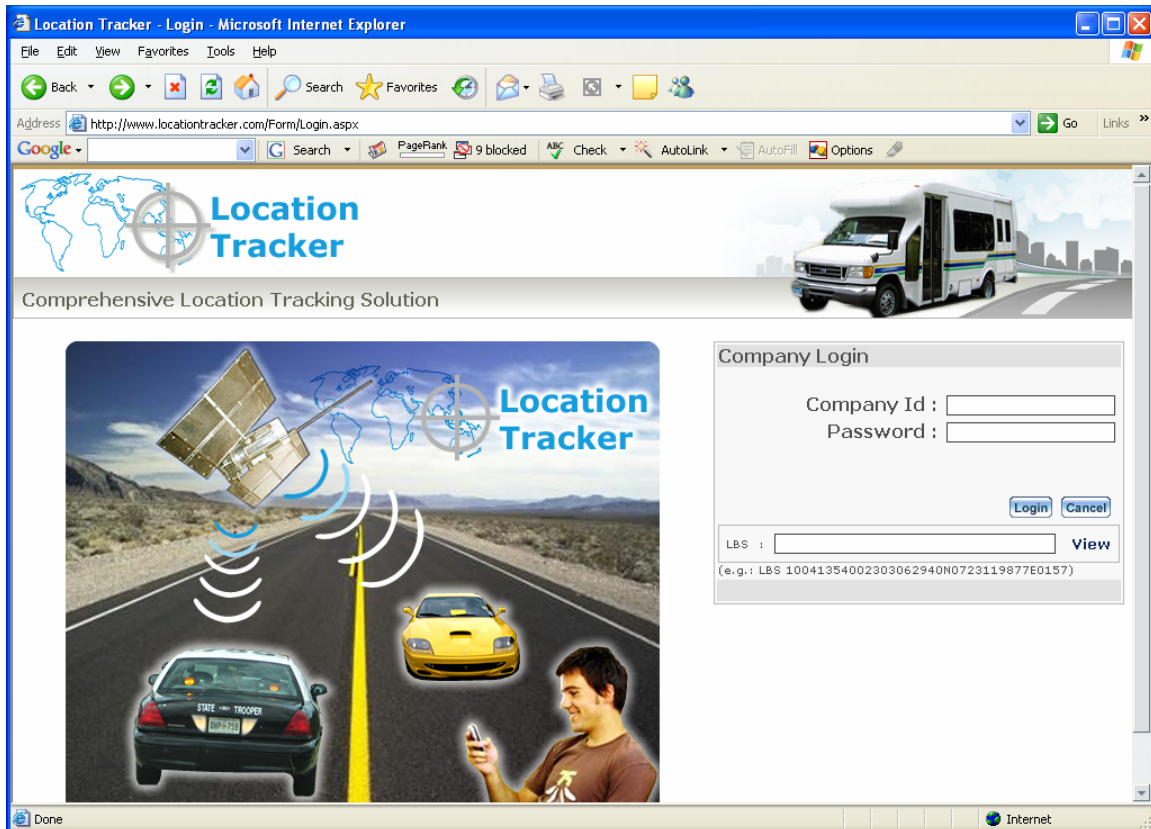 Location Tracker - Login - Microsoft Internet Explorer
File Edit View Favorites Tools Help
Back Search Favorites
Address http://www.locationtracker.com/Form/Login.aspx Go Links »
Google Search PageRank 9 blocked ABC Check AutoLink AutoFill Options
Location
Tracker
Comprehensive Location Tracking Solution
Location
Tracker
STATE TROOPER
Company Login
Company Id :
Password :
Login Cancel
LBS : View
(e.g.: LBS 10041354002303062940N0723119877E0157)
Done Internet